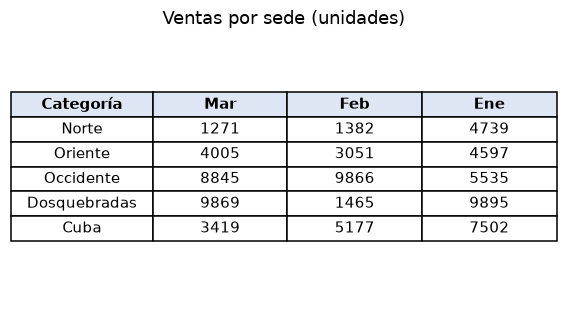 Ventas por sede (unidades)
Categoría Mar Feb Ene
Norte 1271 1382 4739
Oriente 4005 3051 4597
Occidente 8845 9866 5535
Dosquebradas 9869 1465 9895
Cuba 3419 5177 7502